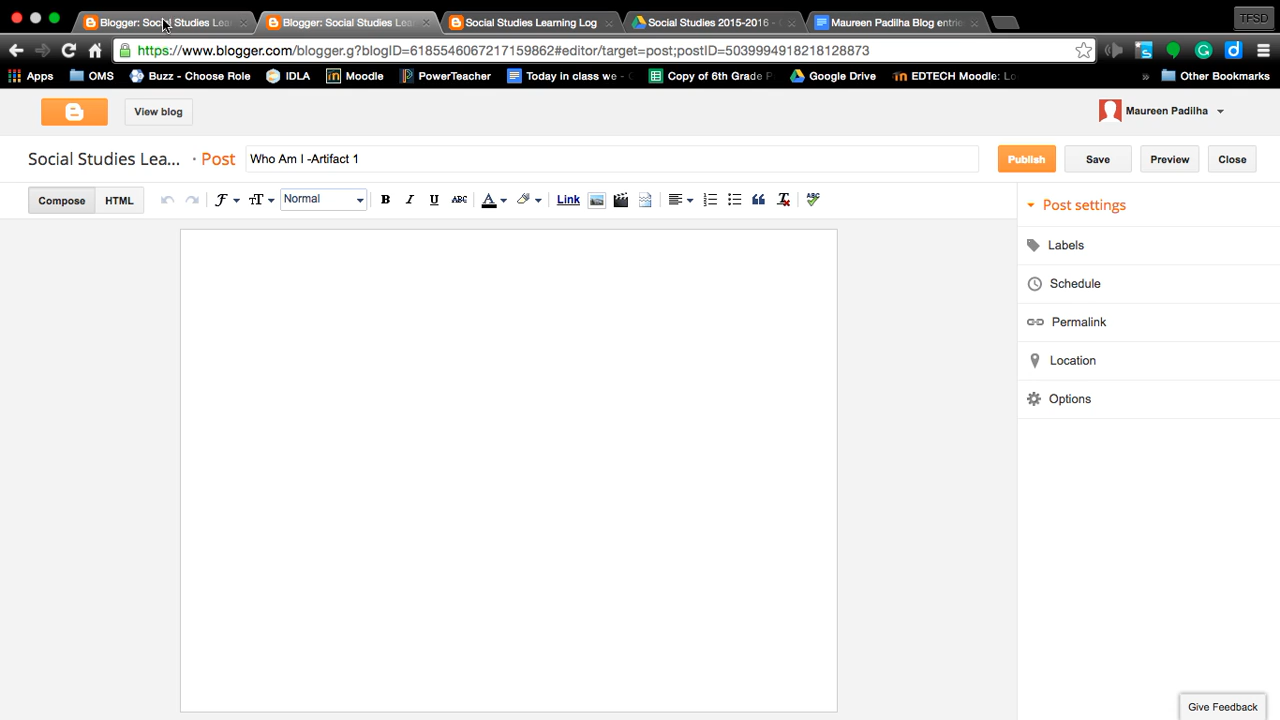 Blogger: Social Studies Lea
Blogger: Social Studies Lea
Social Studies Learning Log
Social Studies 2015-2016 -
Maureen Padilha Blog entrie
TFSD
https://www.blogger.com/blogger.g?blogID=6185546067217159862#editor/target=post;postID=5039994918218128873
Apps
OMS
Buzz - Choose Role
IDLA
Moodle
PowerTeacher
Today in class we -
Copy of 6th Grade P
Google Drive
EDTECH Moodle: Lo
»
Other Bookmarks
View blog
Maureen Padilha
Social Studies Lea... · Post
Who Am I -Artifact 1
Publish
Save
Preview
Close
Compose
HTML
Normal
B
I
U
ABC
A
Link
Post settings
Labels
Schedule
Permalink
Location
Options
Give Feedback